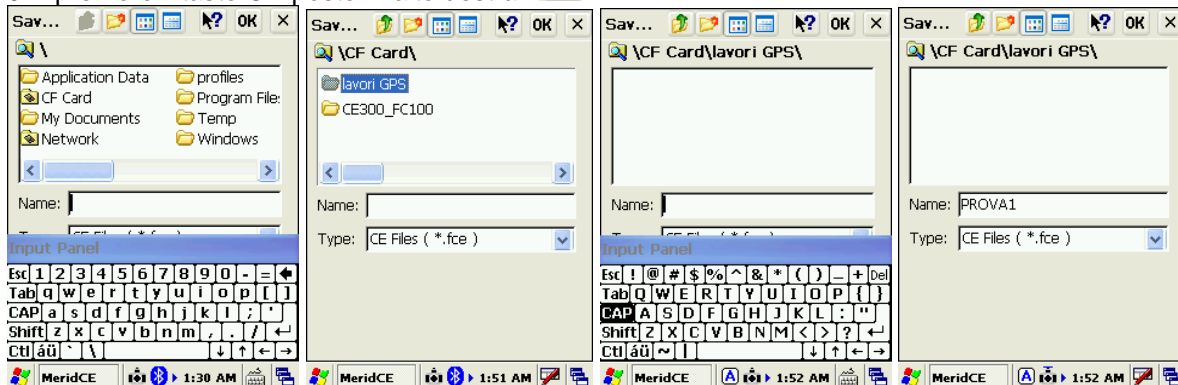 Sav... ? OK ×
\
Application Data profiles
CF Card Program File:
My Documents Temp
Network Windows
Name:
Input Panel
Esc 1 2 3 4 5 6 7 8 9 0 - =
Tab q w e r t y u i o p [ ]
CAP a s d f g h j k l ; '
Shift z x c v b n m , . / ↵
Ctl áü ` \ ↓ ↑ ← →
MeridCE 1:30 AM
Sav... ? OK ×
\CF Card\
lavori GPS
CE300_FC100
Name:
Type: CE Files ( *.fce )
MeridCE 1:51 AM
Sav... ? OK ×
\CF Card\lavori GPS\
Name:
Input Panel
Esc ! @ # $ % ^ & * ( ) _ + Del
Tab Q W E R T Y U I O P { }
CAP A S D F G H J K L : "
Shift Z X C V B N M < > ? ↵
Ctl áü ~ | ↓ ↑ ← →
MeridCE A 1:52 AM
Sav... ? OK ×
\CF Card\lavori GPS\
Name: PROVA1
Type: CE Files ( *.fce )
MeridCE A 1:52 AM